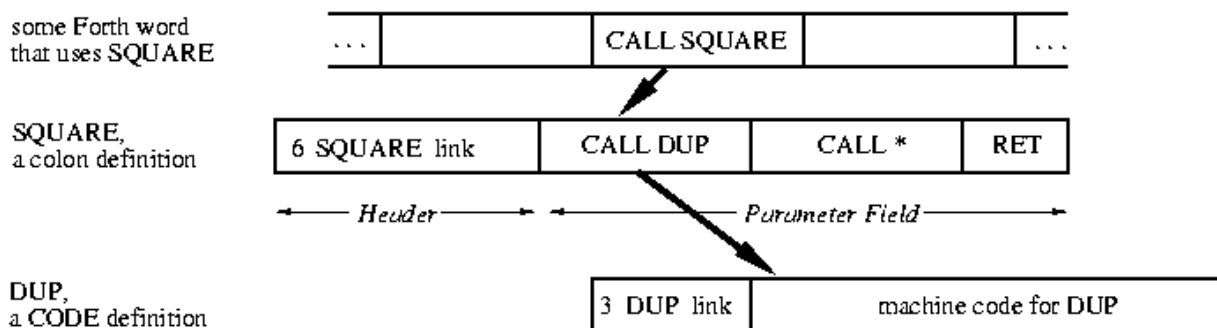 some Forth word
that uses SQUARE
. . .
CALL SQUARE
. . .
SQUARE,
a colon definition
6 SQUARE link
CALL DUP
CALL *
RET
Header
Parameter Field
DUP,
a CODE definition
3 DUP link
machine code for DUP